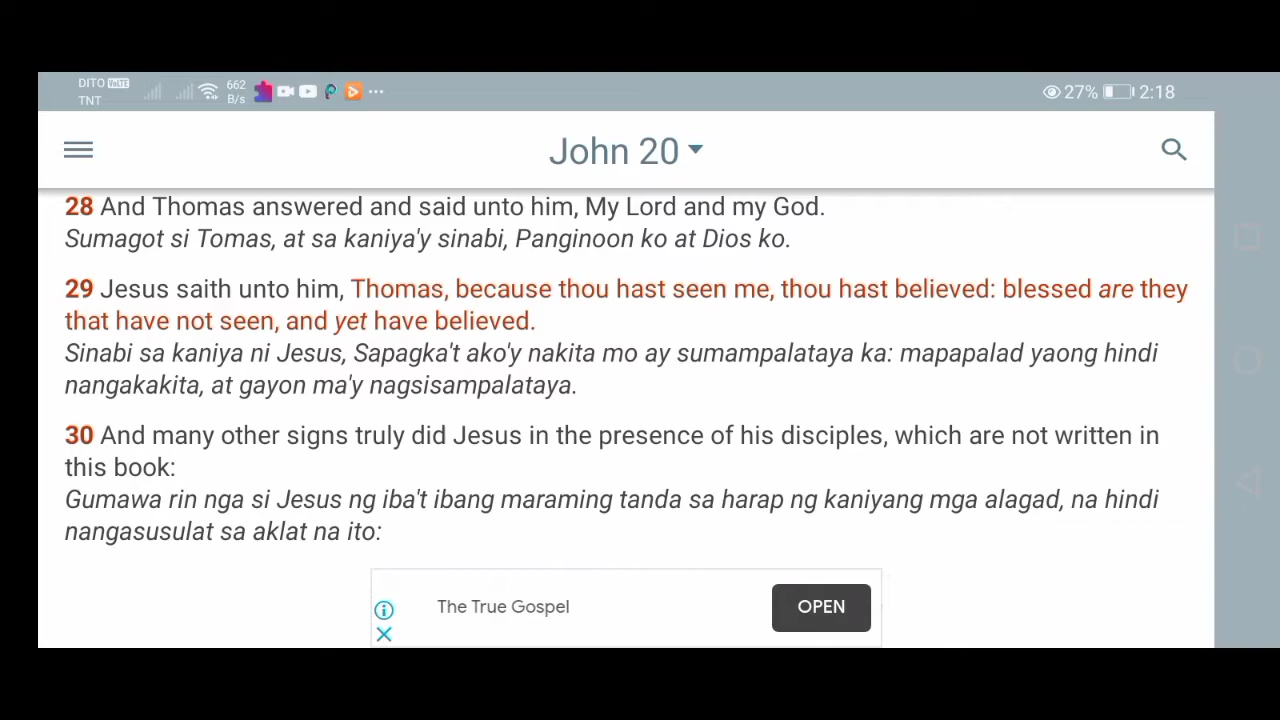 DITO VoLTE
TNT
662
B/s
27%
2:18
John 20
28 And Thomas answered and said unto him, My Lord and my God.
Sumagot si Tomas, at sa kaniya'y sinabi, Panginoon ko at Dios ko.
29 Jesus saith unto him, Thomas, because thou hast seen me, thou hast believed: blessed are they
that have not seen, and yet have believed.
Sinabi sa kaniya ni Jesus, Sapagka't ako'y nakita mo ay sumampalataya ka: mapapalad yaong hindi
nangakakita, at gayon ma'y nagsisampalataya.
30 And many other signs truly did Jesus in the presence of his disciples, which are not written in
this book:
Gumawa rin nga si Jesus ng iba't ibang maraming tanda sa harap ng kaniyang mga alagad, na hindi
nangasusulat sa aklat na ito:
The True Gospel
OPEN